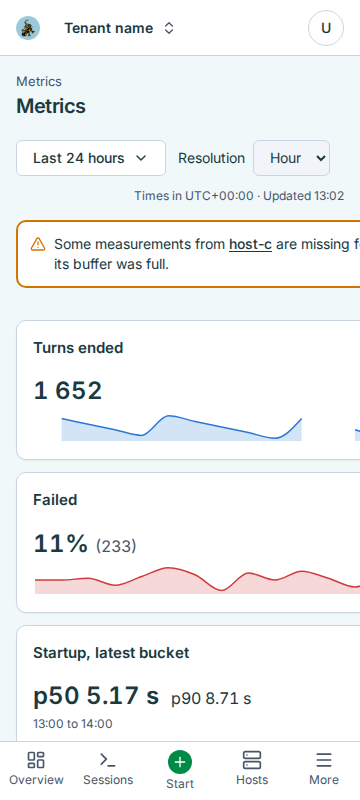 Tenant name
U
Metrics
Metrics
Last 24 hours
Resolution
Hour
Times in UTC+00:00 · Updated 13:02
Some measurements from host-c are missing
its buffer was full.
Turns ended
1 652
Failed
11% (233)
Startup, latest bucket
p50 5.17 s p90 8.71 s
13:00 to 14:00
Overview
Sessions
Start
Hosts
More